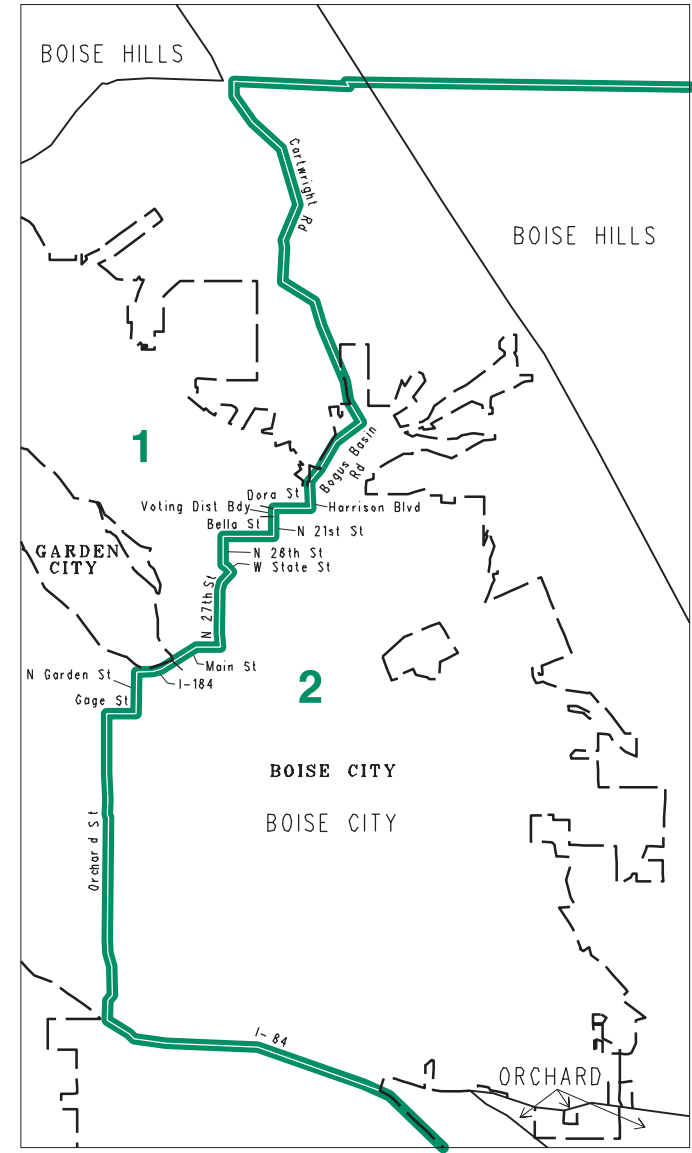 BOISE HILLS
Cartwright Rd
BOISE HILLS
1
Bogus Basin
Rd
Dora St
Voting Dist Bdy
Harrison Blvd
Bella St
N 21st St
GARDEN
CITY
N 28th St
W State St
N 27th St
Main St
N Garden St
I-184
2
Gage St
BOISE CITY
BOISE CITY
Orchard St
I-84
ORCHARD